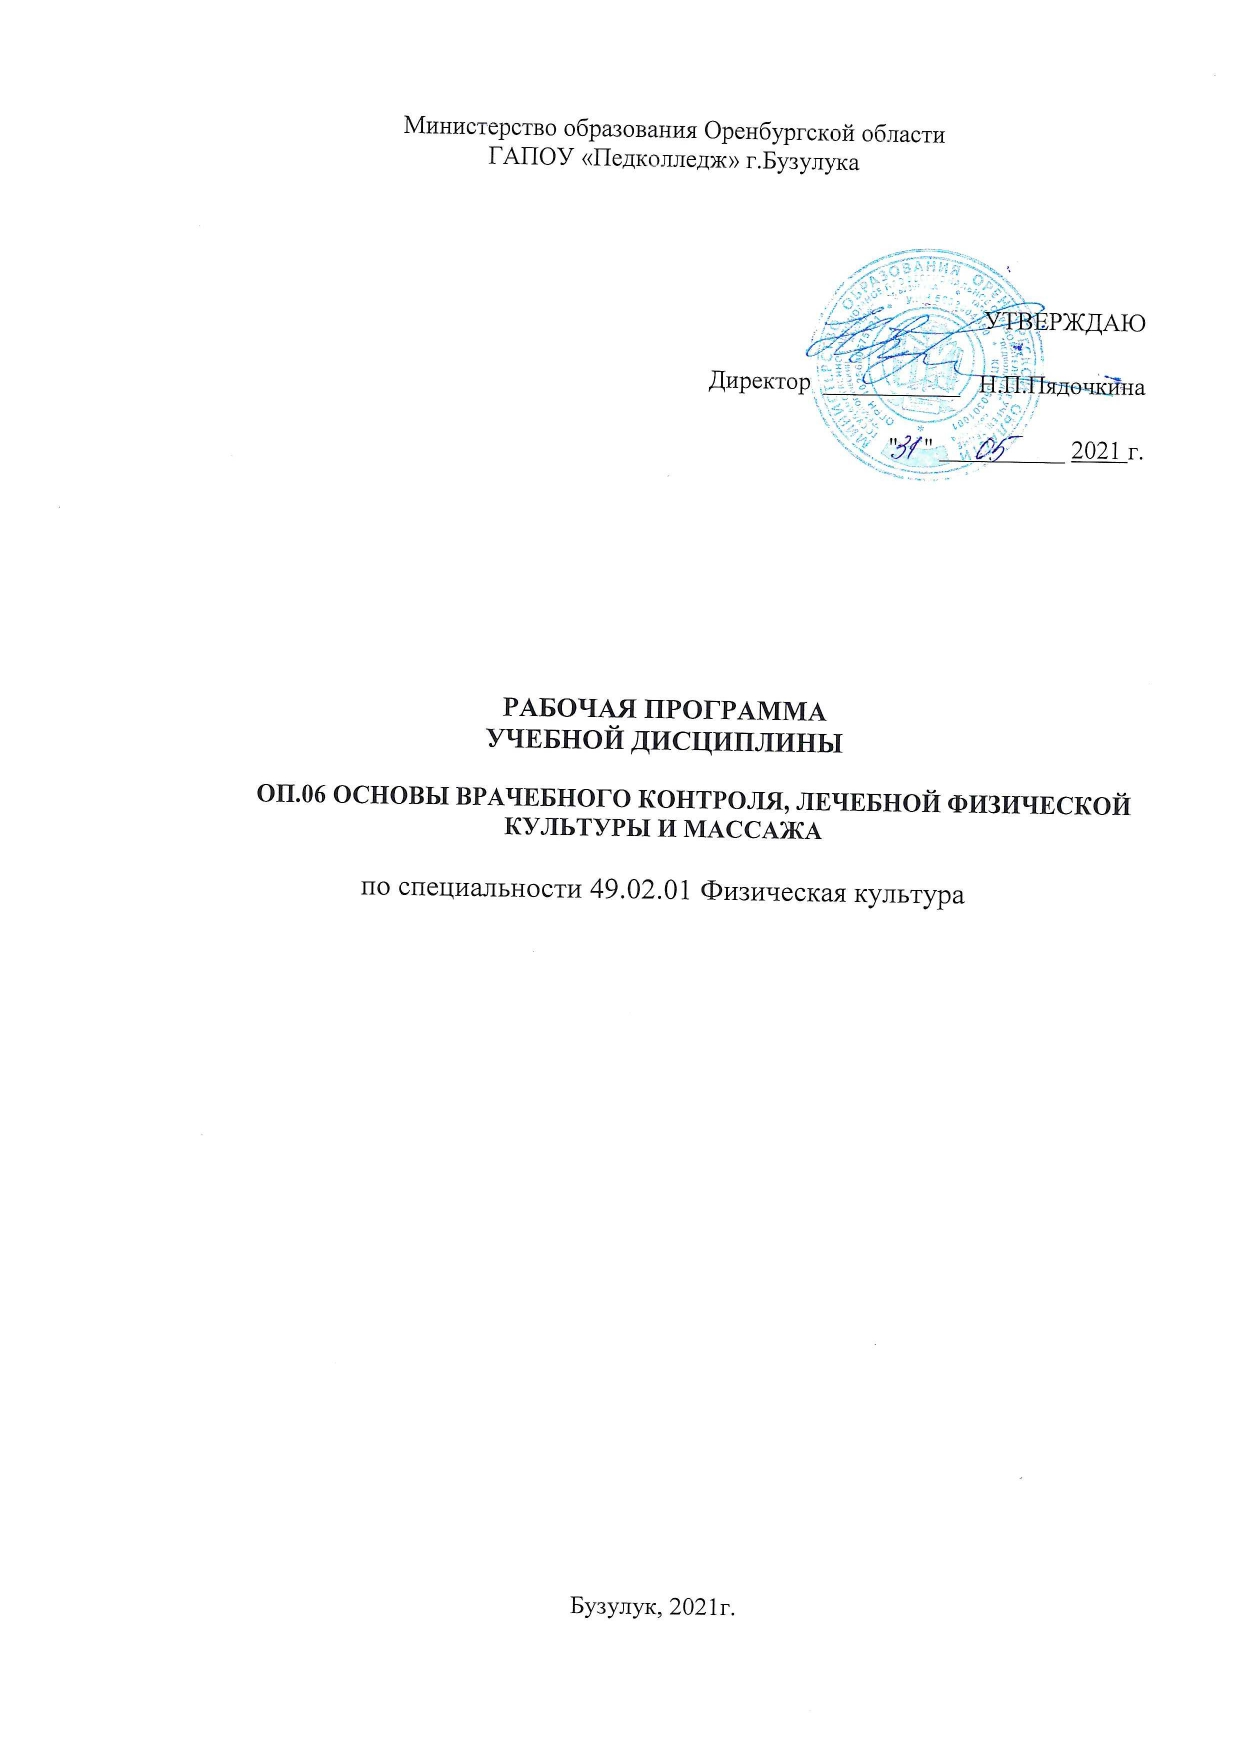 Министерство образования Оренбургской области
ГАПОУ «Педколледж» г.Бузулука
УТВЕРЖДАЮ
Директор ___________ Н.П.Пядочкина
"31" 05 2021 г.
РАБОЧАЯ ПРОГРАММА
УЧЕБНОЙ ДИСЦИПЛИНЫ
ОП.06 ОСНОВЫ ВРАЧЕБНОГО КОНТРОЛЯ, ЛЕЧЕБНОЙ ФИЗИЧЕСКОЙ
КУЛЬТУРЫ И МАССАЖА
по специальности 49.02.01 Физическая культура
Бузулук, 2021г.